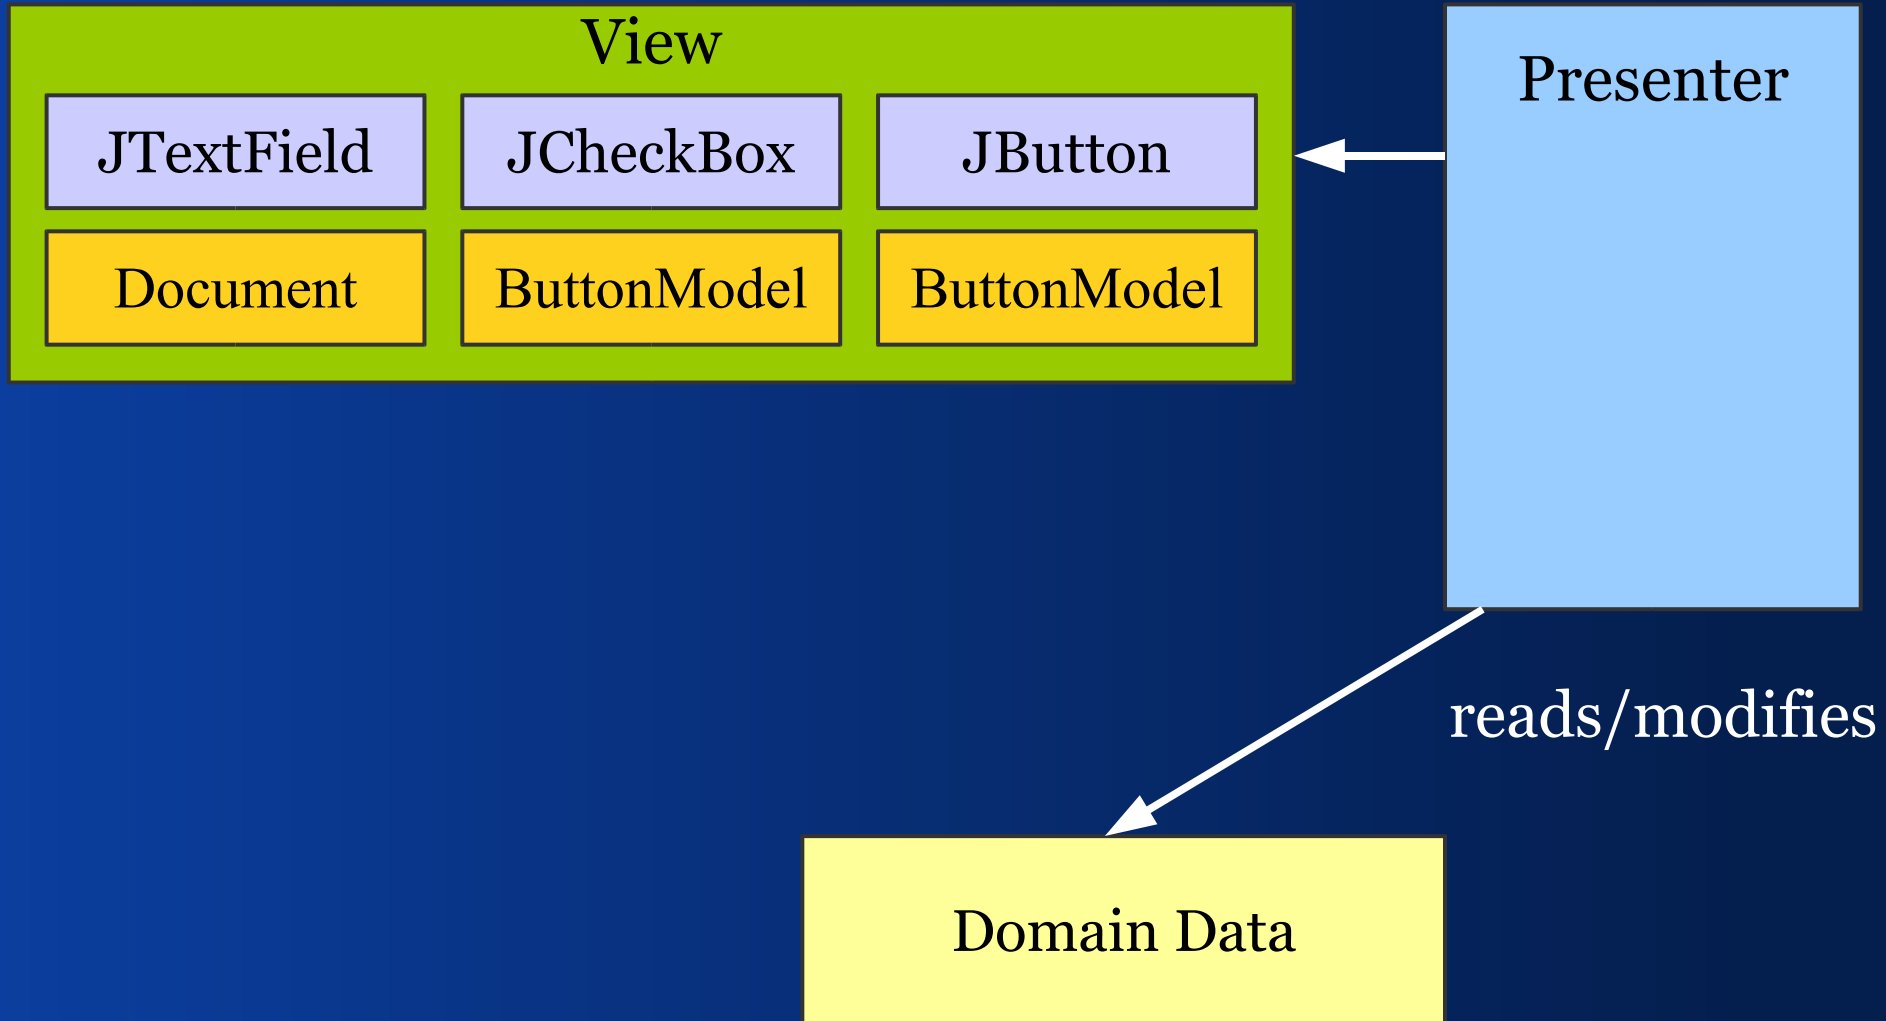 View
Presenter
JTextField
JCheckBox
JButton
Document
ButtonModel
ButtonModel
reads/modifies
Domain Data